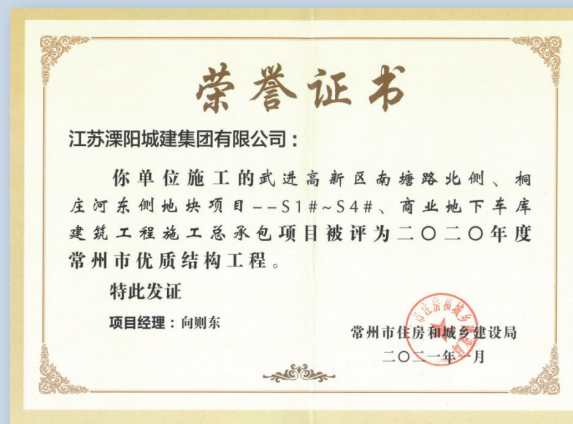 荣誉证书
江苏溧阳城建集团有限公司：
你单位施工的武进高新区南塘路北侧、桐
庄河东侧地块项目--S1#~S4#、商业地下车库
建筑工程施工总承包项目被评为二〇二〇年度
常州市优质结构工程。
特此发证
项目经理：向则东
常州市住房和城乡建设局
二〇二一年一月